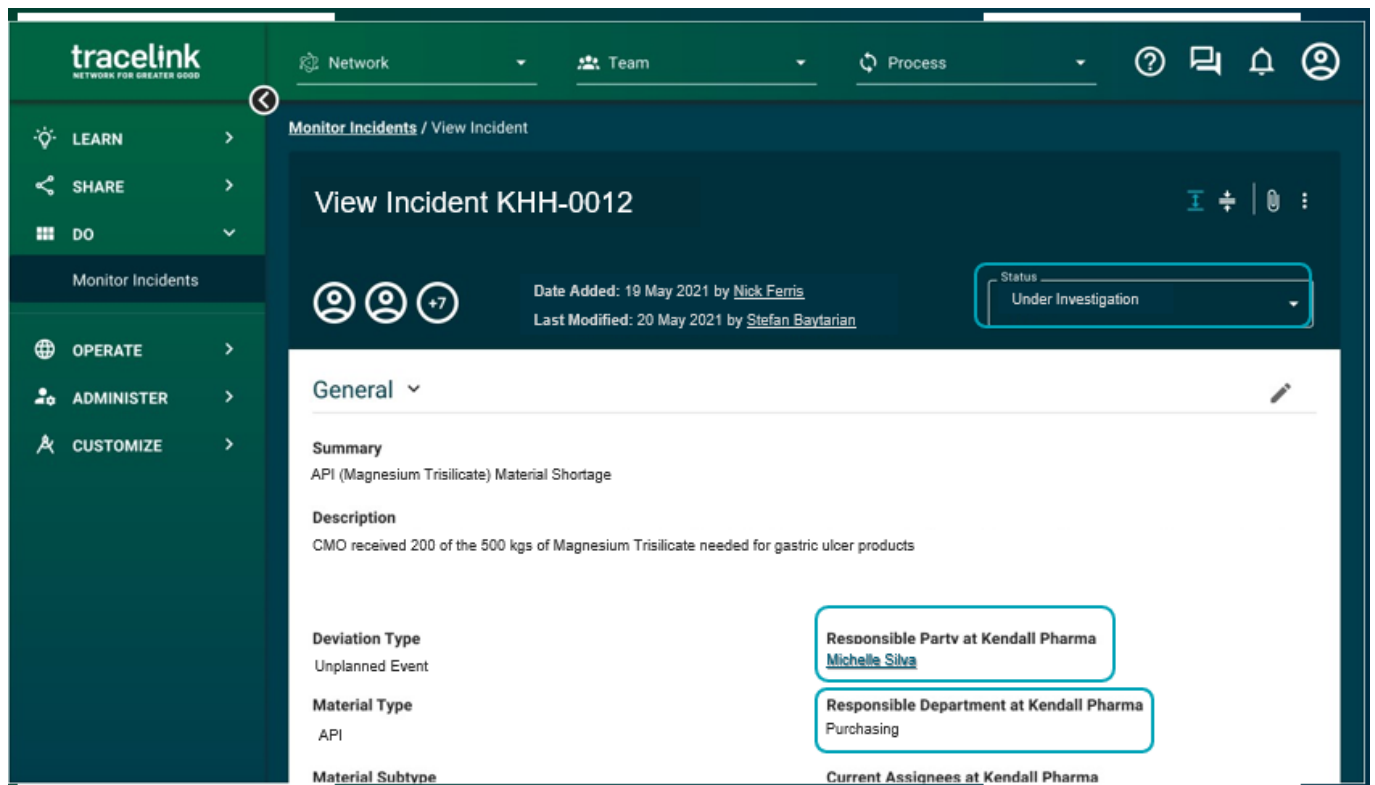 tracelink
NETWORK FOR GREATER GOOD
Network
Team
Process
LEARN
SHARE
DO
Monitor Incidents
OPERATE
ADMINISTER
CUSTOMIZE
Monitor Incidents / View Incident
View Incident KHH-0012
+7
Date Added: 19 May 2021 by Nick Ferris
Last Modified: 20 May 2021 by Stefan Baytarian
Status
Under Investigation
General
Summary
API (Magnesium Trisilicate) Material Shortage
Description
CMO received 200 of the 500 kgs of Magnesium Trisilicate needed for gastric ulcer products
Deviation Type
Unplanned Event
Responsible Party at Kendall Pharma
Michelle Silva
Material Type
API
Responsible Department at Kendall Pharma
Purchasing
Material Subtype
Current Assignees at Kendall Pharma